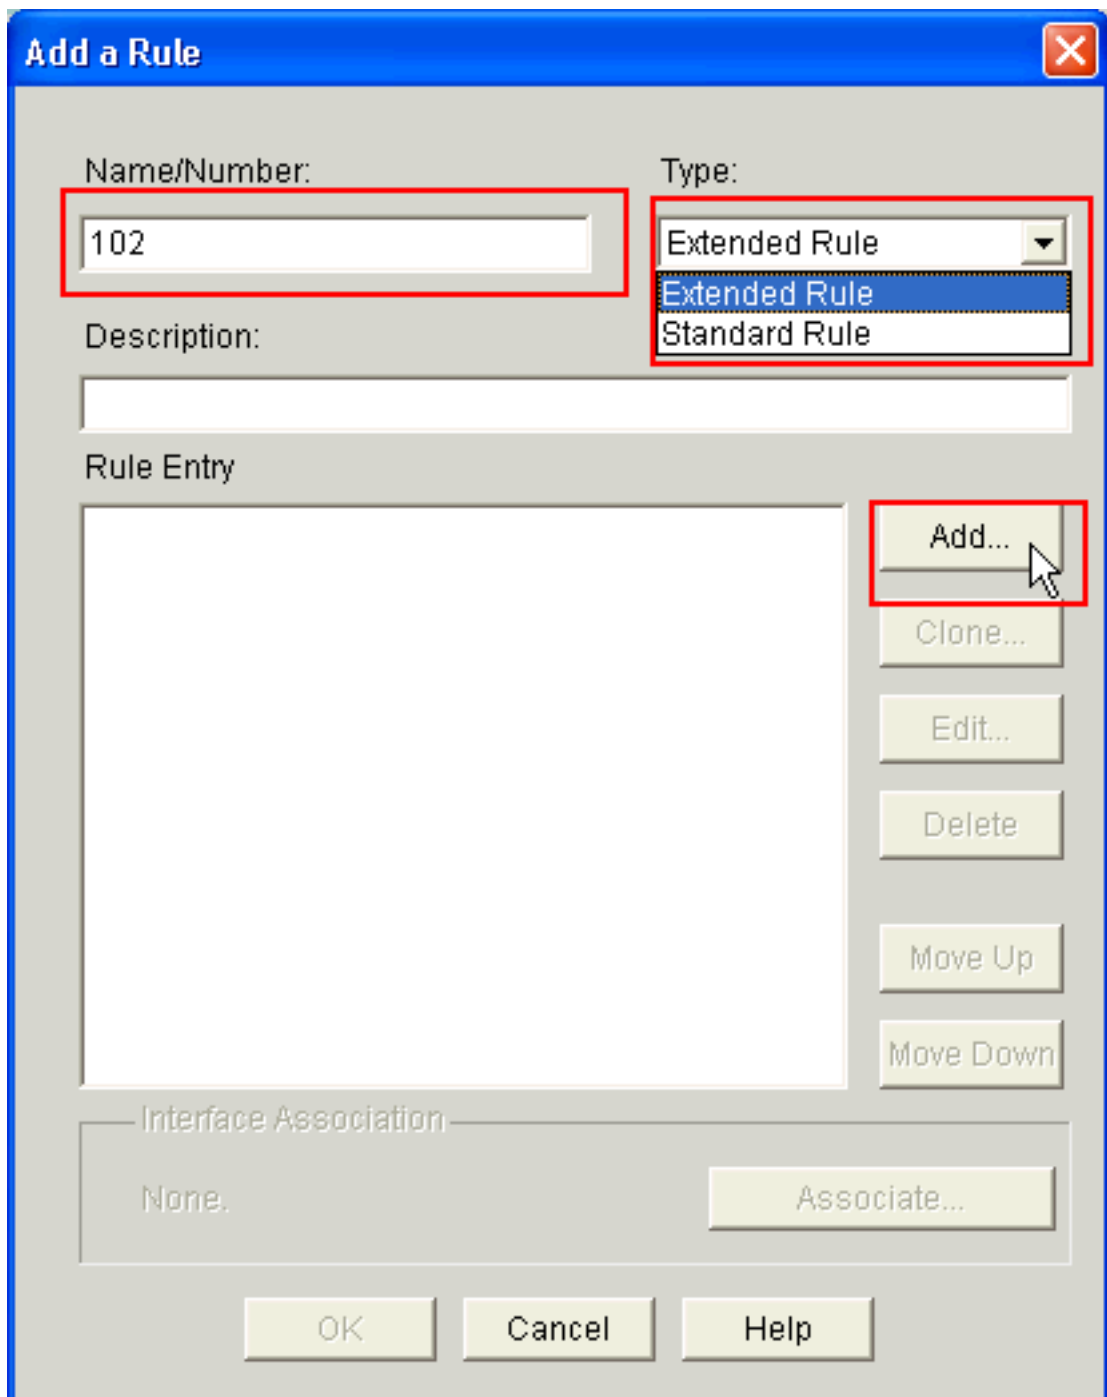 Add a Rule
Name/Number:
Type:
102
Extended Rule
Extended Rule
Standard Rule
Description:
Rule Entry
Add...
Clone...
Edit...
Delete
Move Up
Move Down
Interface Association
None.
Associate...
OK
Cancel
Help